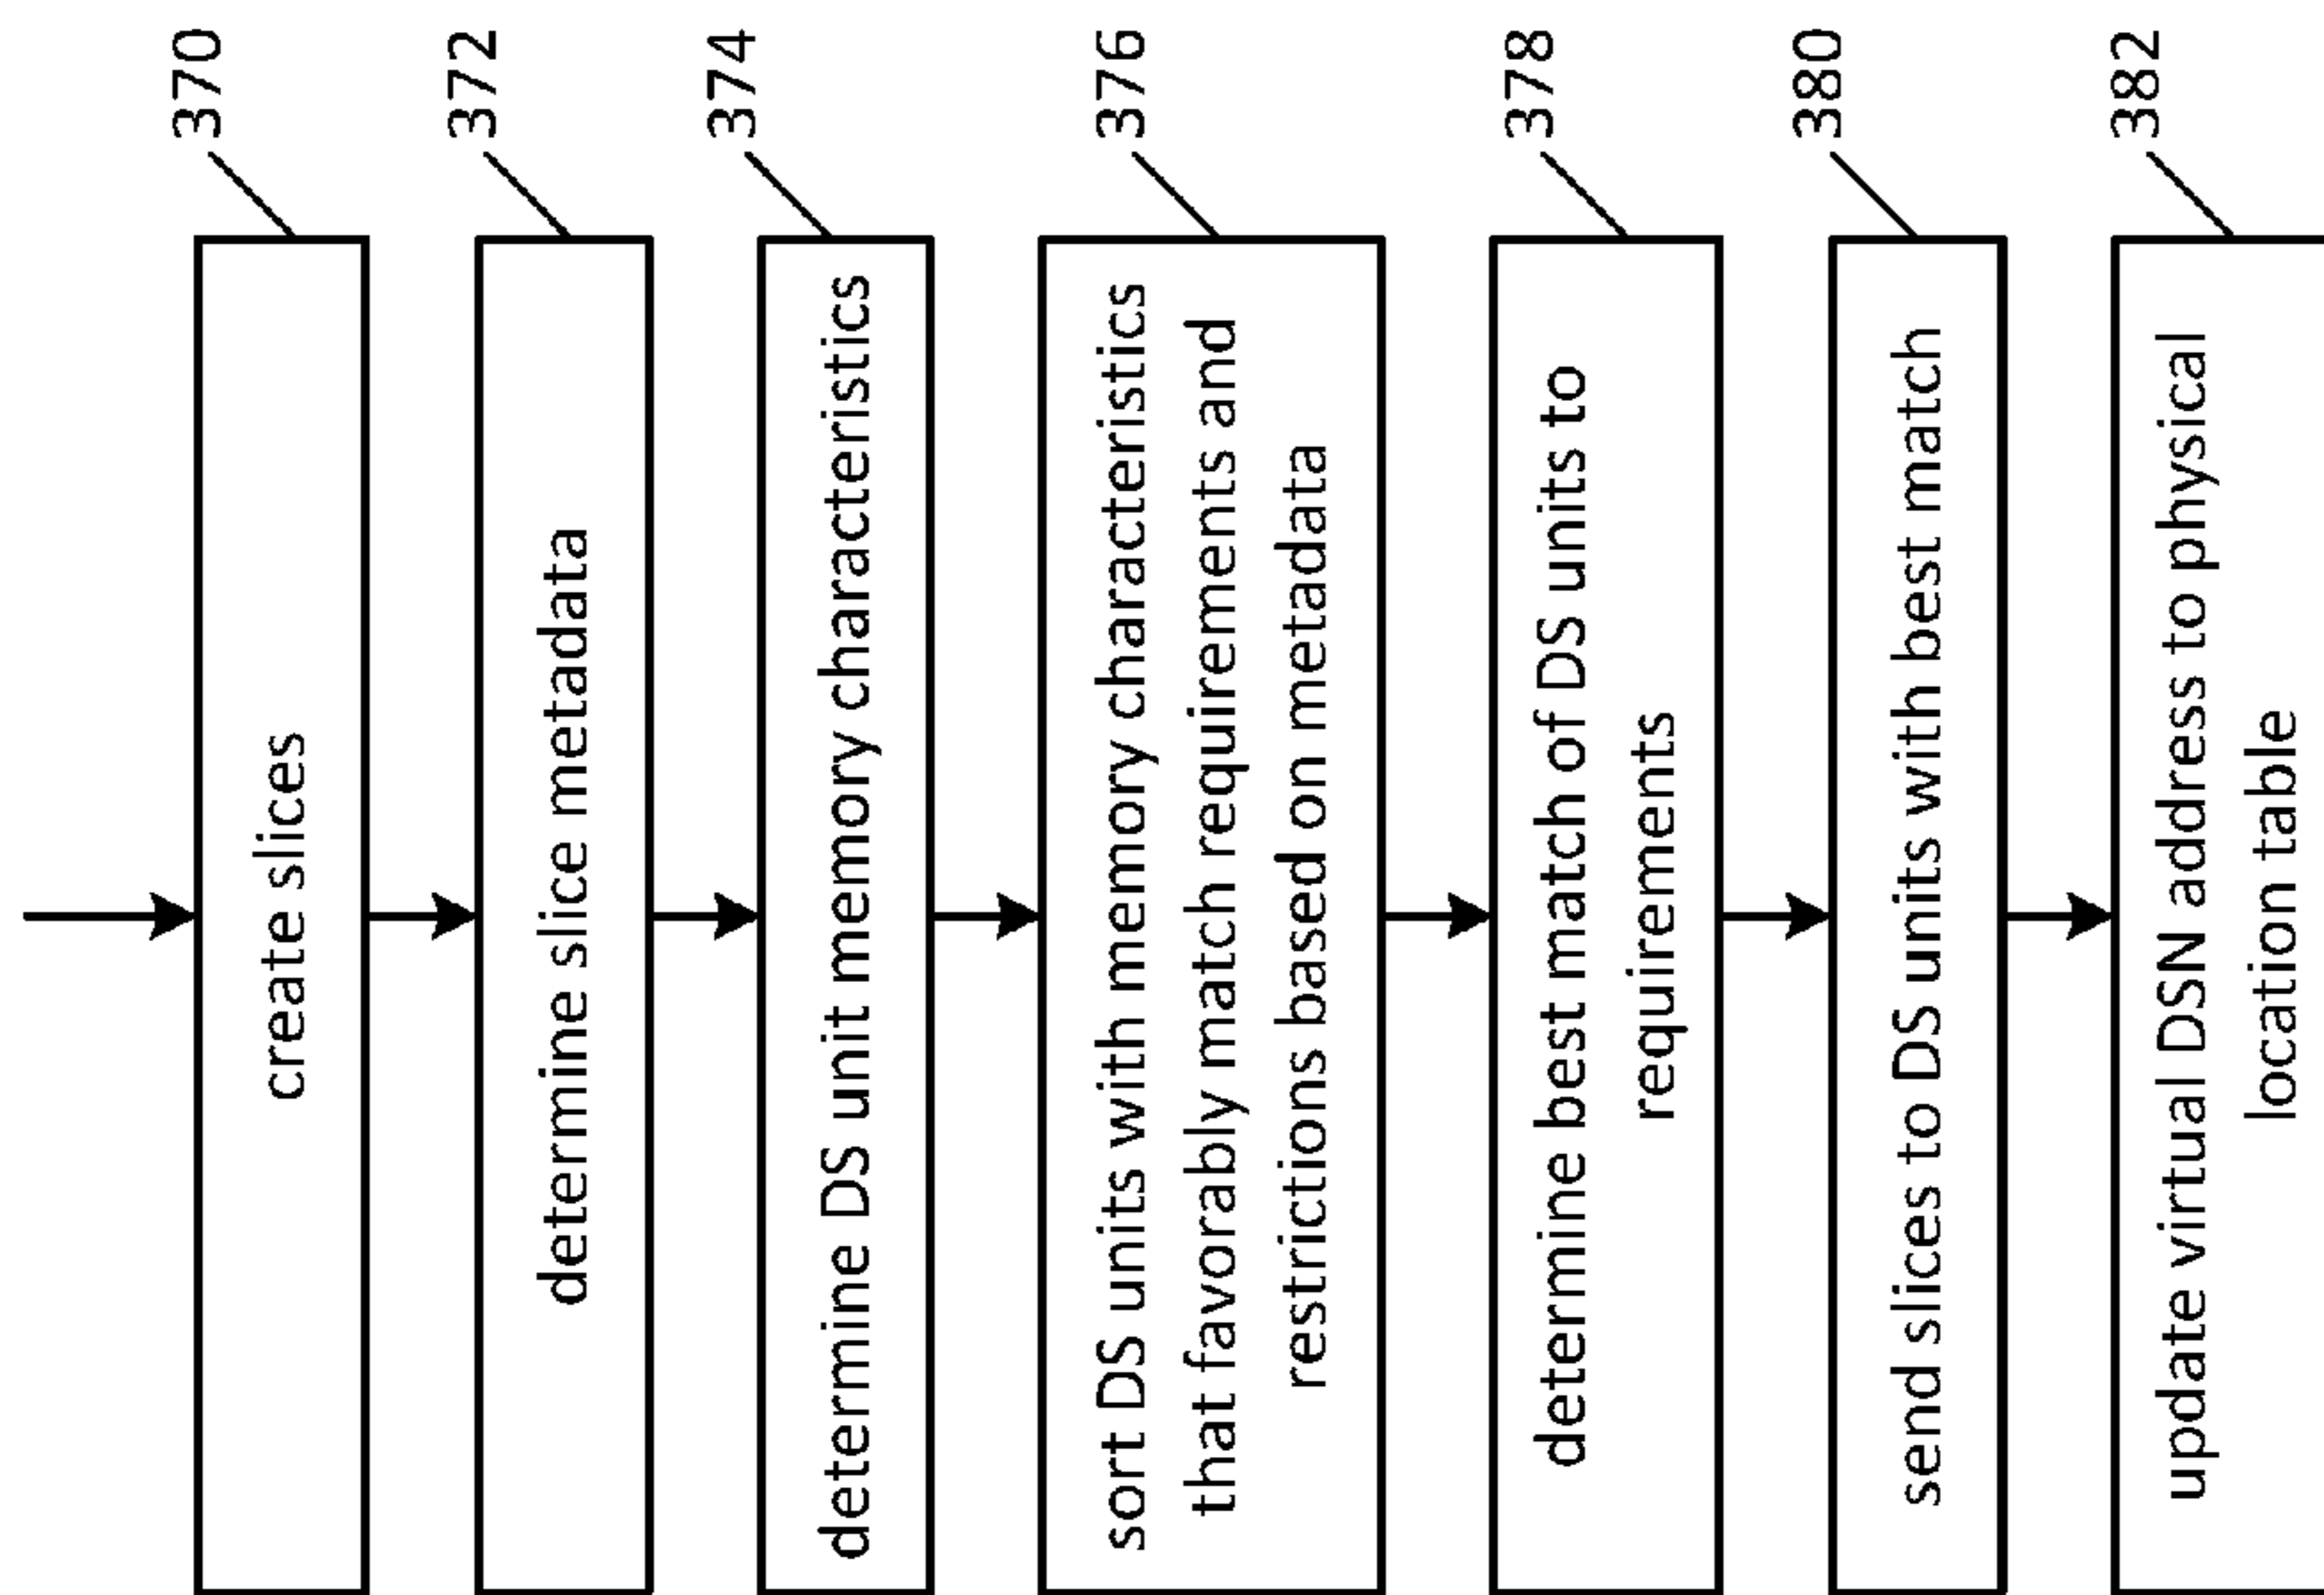 370
create slices
372
determine slice metadata
374
determine DS unit memory characteristics
376
sort DS units with memory characteristics
that favorably match requirements and
restrictions based on metadata
378
determine best match of DS units to
requirements
380
send slices to DS units with best match
382
update virtual DSN address to physical
location table